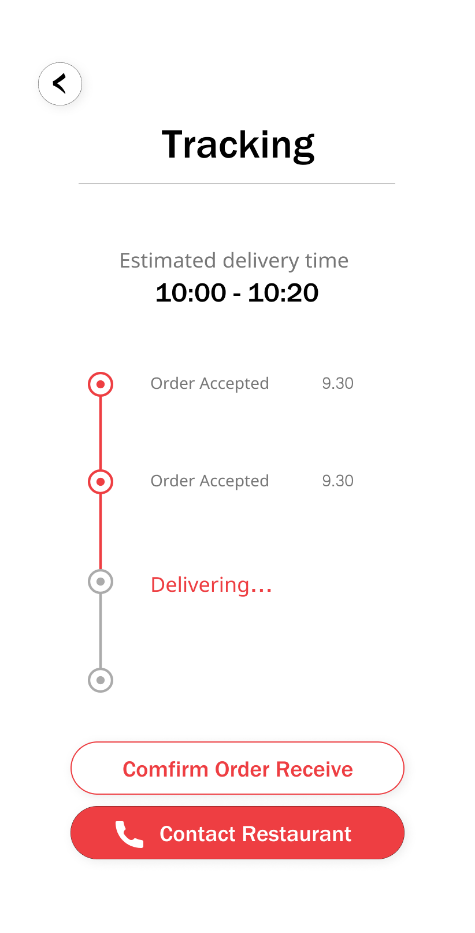 Tracking
Estimated delivery time
10:00 - 10:20
Order Accepted 9.30
Order Accepted 9.30
Delivering...
Comfirm Order Receive
Contact Restaurant